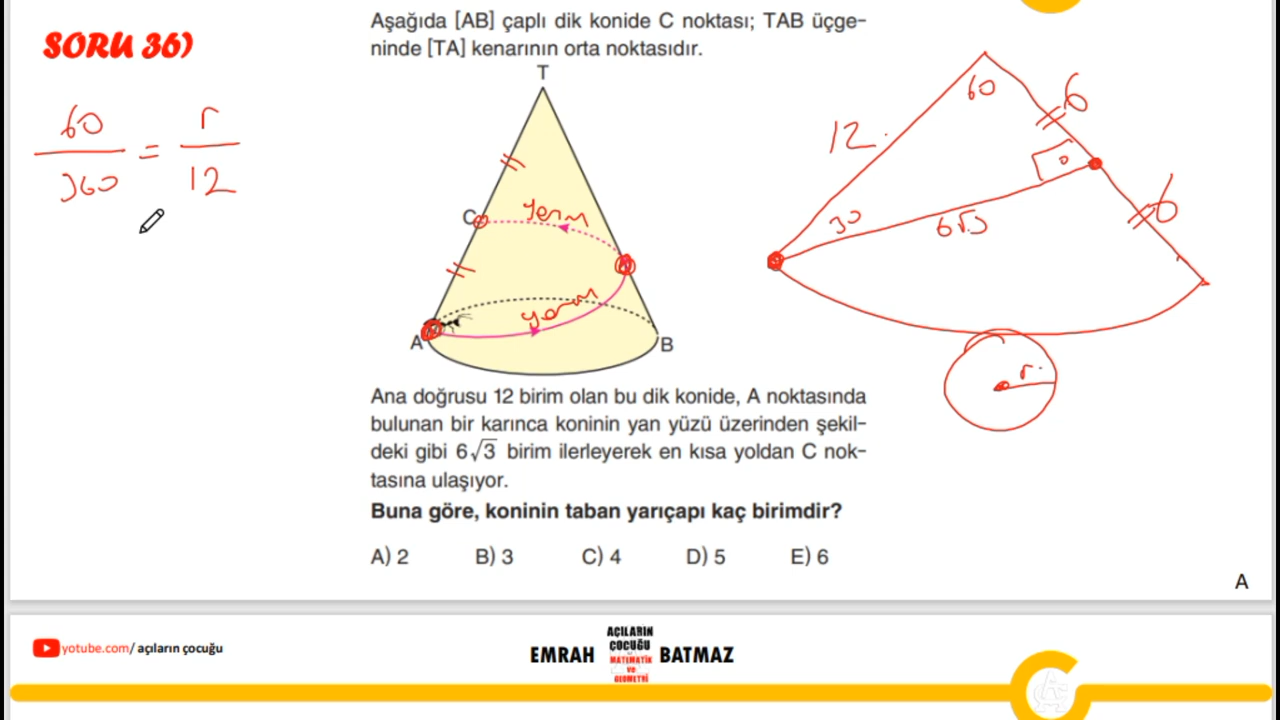 SORU 36)
60/360 = r/12
Aşağıda [AB] çaplı dik konide C noktası; TAB üçge-
ninde [TA] kenarının orta noktasıdır.
T
C
yarım
yarım
A
B
12
60
6
6
30
6√3
r
Ana doğrusu 12 birim olan bu dik konide, A noktasında
bulunan bir karınca koninin yan yüzü üzerinden şekil-
deki gibi 6√3 birim ilerleyerek en kısa yoldan C nok-
tasına ulaşıyor.
Buna göre, koninin taban yarıçapı kaç birimdir?
A) 2 B) 3 C) 4 D) 5 E) 6
A
yotube.com/ açıların çocuğu
EMRAH
AÇILARIN
ÇOCUĞU
MATEMATİK
VE
GEOMETRİ
BATMAZ